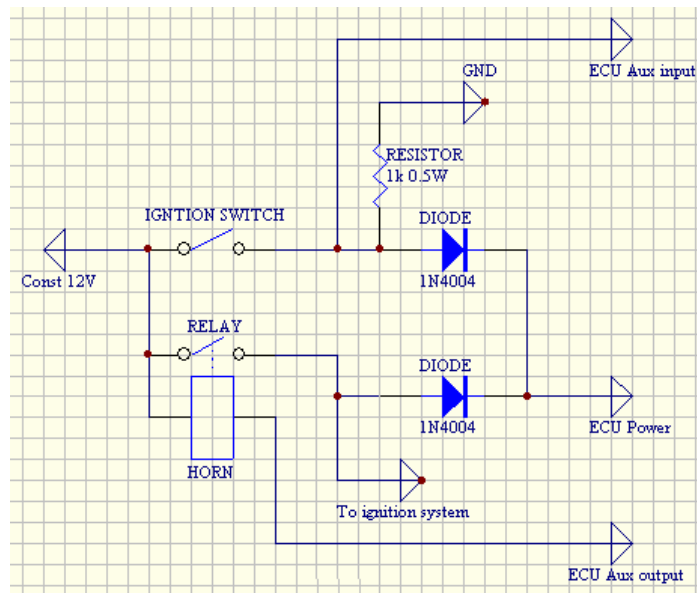 ECU Aux input
GND
RESISTOR
1k 0.5W
IGNTION SWITCH
DIODE
1N4004
Const 12V
RELAY
DIODE
1N4004
ECU Power
HORN
To ignition system
ECU Aux output